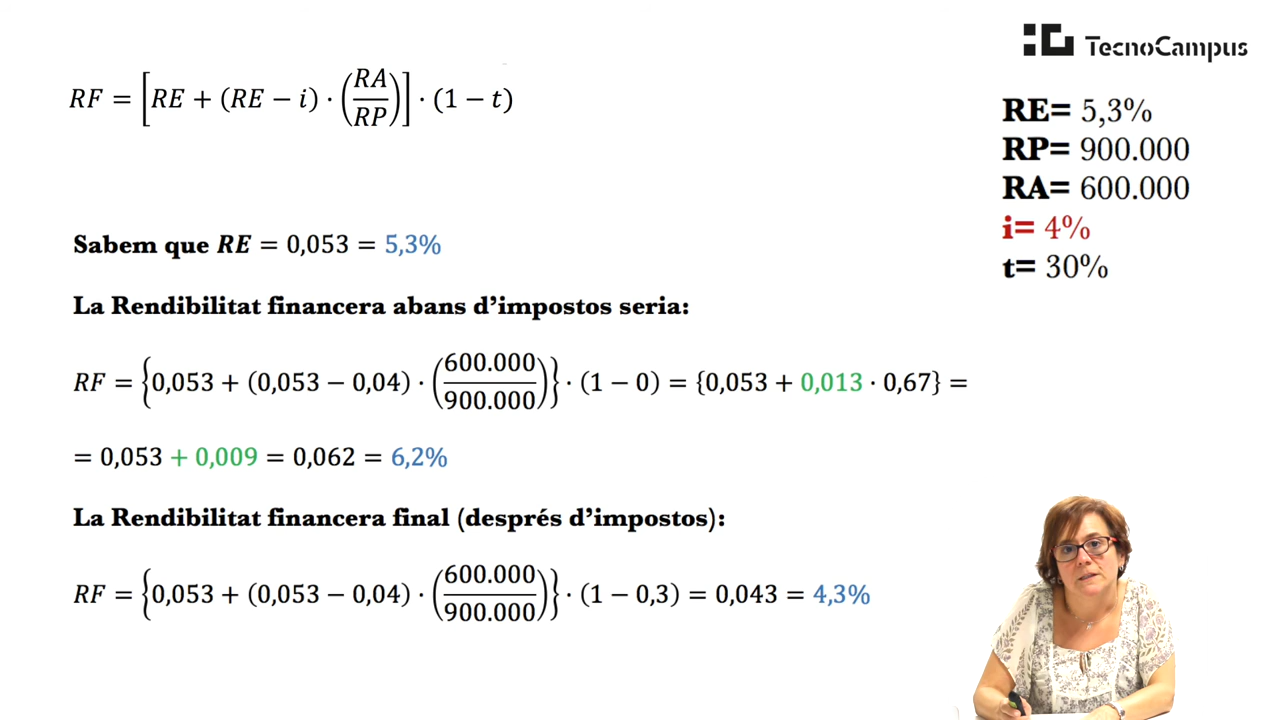 TecnoCampus
RF = [RE + (RE − i) · (RA/RP)] · (1 − t)
RE= 5,3%
RP= 900.000
RA= 600.000
i= 4%
t= 30%
Sabem que RE = 0,053 = 5,3%
La Rendibilitat financera abans d’impostos seria:
RF = {0,053 + (0,053 − 0,04) · (600.000/900.000)} · (1 − 0) = {0,053 + 0,013 · 0,67} =
= 0,053 + 0,009 = 0,062 = 6,2%
La Rendibilitat financera final (després d’impostos):
RF = {0,053 + (0,053 − 0,04) · (600.000/900.000)} · (1 − 0,3) = 0,043 = 4,3%